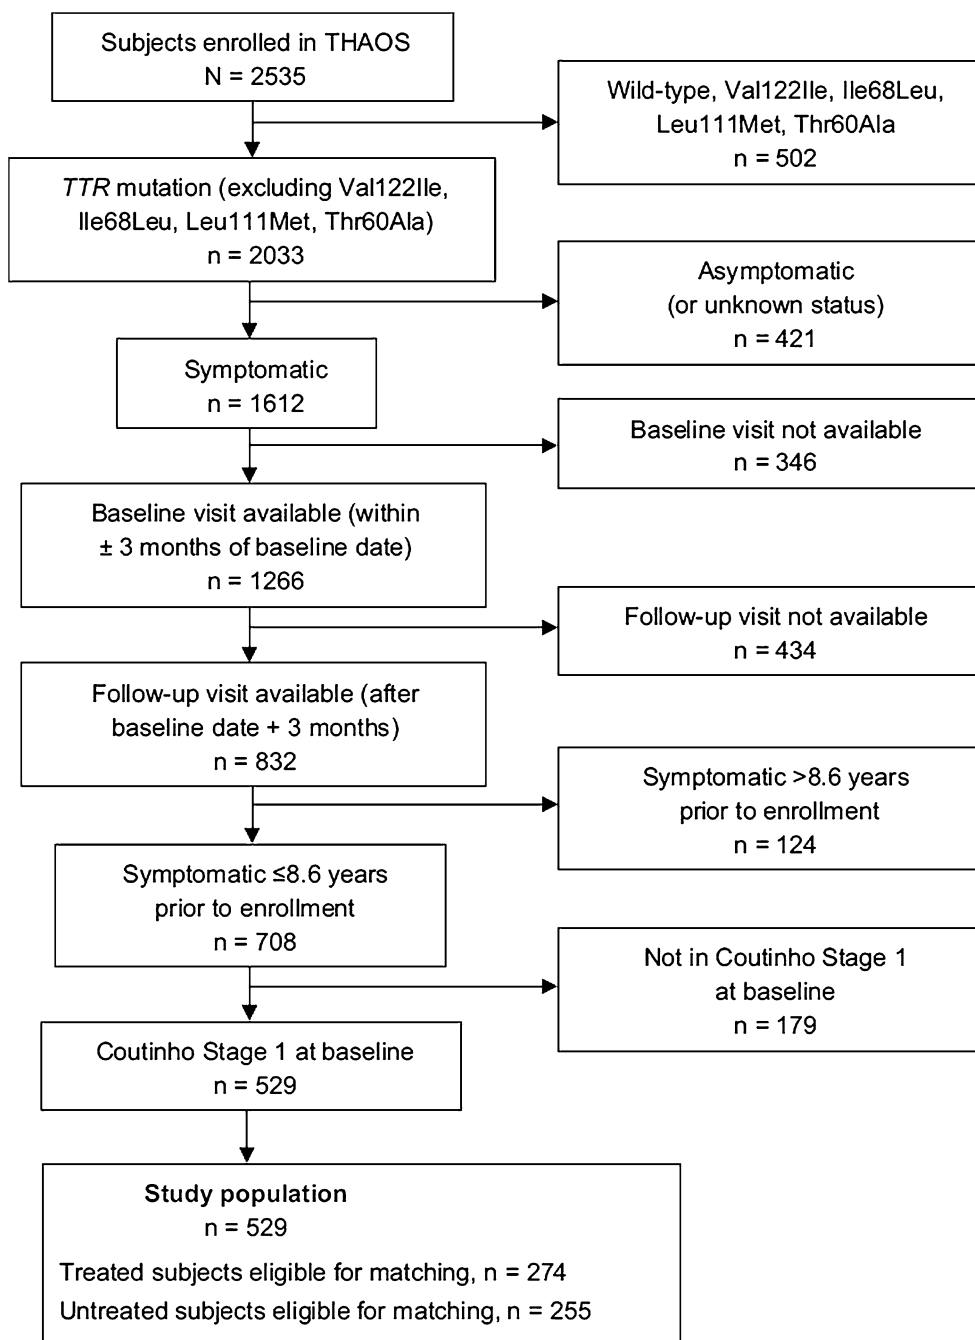 Subjects enrolled in THAOS
N = 2535
Wild-type, Val122Ile, Ile68Leu,
Leu111Met, Thr60Ala
n = 502
TTR mutation (excluding Val122Ile,
Ile68Leu, Leu111Met, Thr60Ala)
n = 2033
Asymptomatic
(or unknown status)
n = 421
Symptomatic
n = 1612
Baseline visit not available
n = 346
Baseline visit available (within
± 3 months of baseline date)
n = 1266
Follow-up visit not available
n = 434
Follow-up visit available (after
baseline date + 3 months)
n = 832
Symptomatic >8.6 years
prior to enrollment
n = 124
Symptomatic ≤8.6 years
prior to enrollment
n = 708
Not in Coutinho Stage 1
at baseline
n = 179
Coutinho Stage 1 at baseline
n = 529
Study population
n = 529
Treated subjects eligible for matching, n = 274
Untreated subjects eligible for matching, n = 255